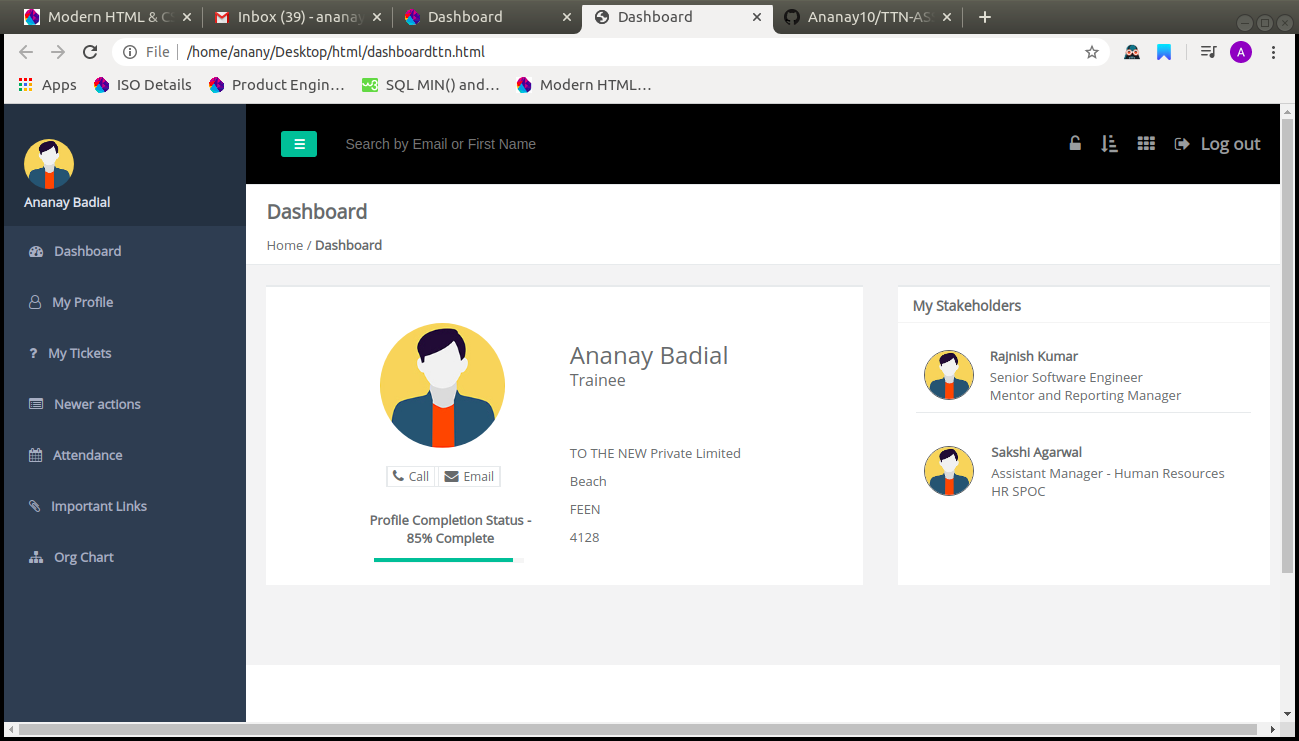 Modern HTML & CS
Inbox (39) - ananay
Dashboard
Dashboard
Ananay10/TTN-AS
File
/home/anany/Desktop/html/dashboardttn.html
A
Apps
ISO Details
Product Engin...
w3
SQL MIN() and...
Modern HTML...
Ananay Badial
Dashboard
My Profile
? My Tickets
Newer actions
Attendance
Important Links
Org Chart
Search by Email or First Name
Log out
Dashboard
Home / Dashboard
Call
Email
Profile Completion Status -
85% Complete
Ananay Badial
Trainee
TO THE NEW Private Limited
Beach
FEEN
4128
My Stakeholders
Rajnish Kumar
Senior Software Engineer
Mentor and Reporting Manager
Sakshi Agarwal
Assistant Manager - Human Resources
HR SPOC